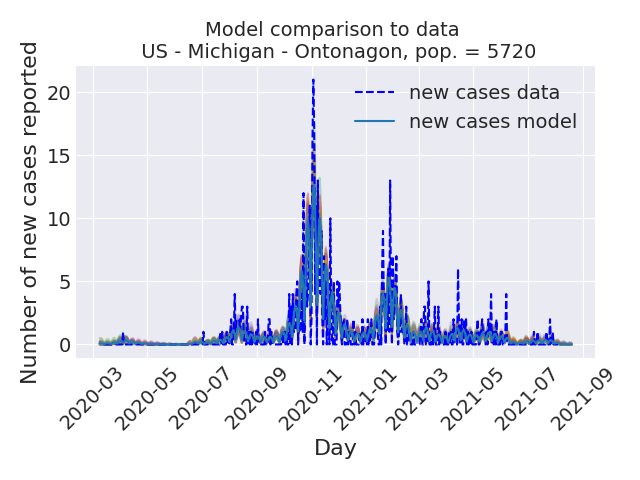 Model comparison to data
US - Michigan - Ontonagon, pop. = 5720
Number of new cases reported
20
15
10
5
0
new cases data
new cases model
2020-03
2020-05
2020-07
2020-09
2020-11
2021-01
2021-03
2021-05
2021-07
2021-09
Day